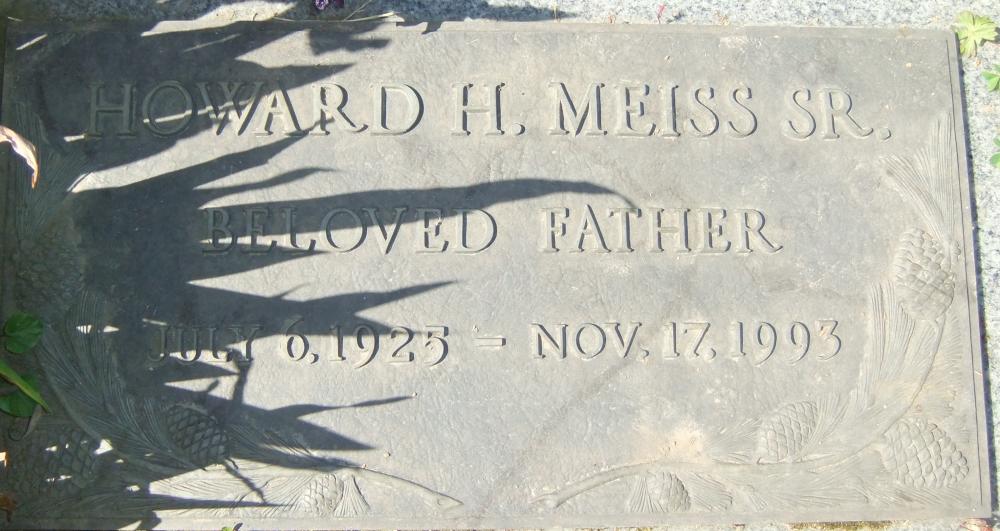 HOWARD H. MEISS SR.
BELOVED FATHER
JULY 6, 1925 – NOV. 17, 1993